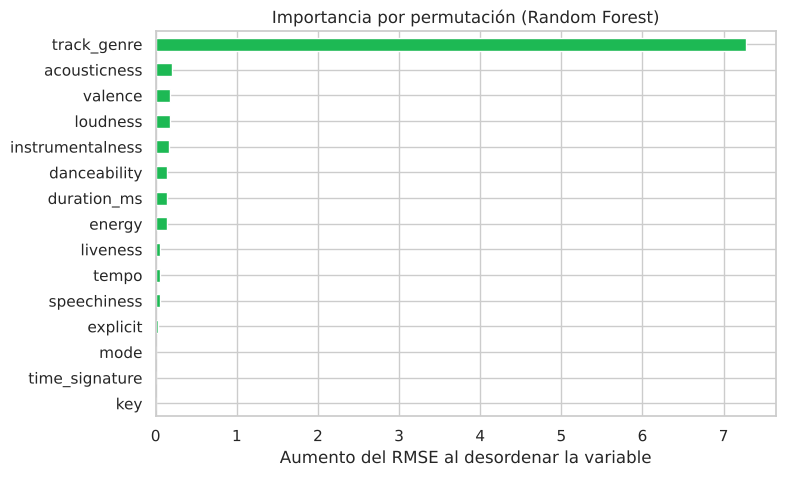 Importancia por permutación (Random Forest)
track_genre
acousticness
valence
loudness
instrumentalness
danceability
duration_ms
energy
liveness
tempo
speechiness
explicit
mode
time_signature
key
0 1 2 3 4 5 6 7
Aumento del RMSE al desordenar la variable